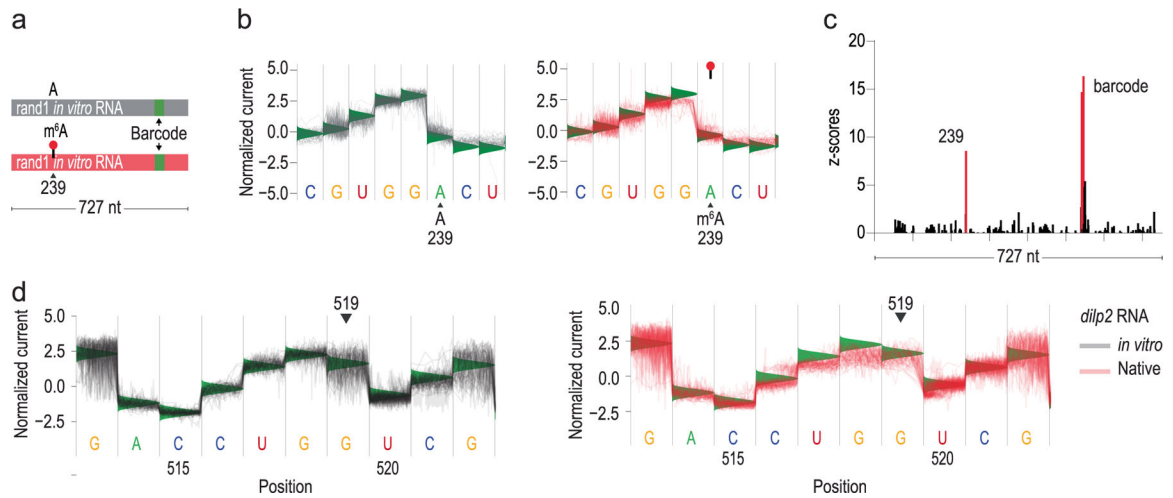 a
A
rand1 in vitro RNA
m⁶A
Barcode
rand1 in vitro RNA
239
727 nt
b
Normalized current
5.0
2.5
0.0
−2.5
−5.0
C G U G G A C U
A
239
5.0
2.5
0.0
−2.5
−5.0
C G U G G A C U
m⁶A
239
c
z-scores
20
15
10
5
0
239
barcode
727 nt
d
Normalized current
5.0
2.5
0.0
−2.5
519
G A C C U G G U C G
515 520
Position
Normalized current
5.0
2.5
0.0
−2.5
519
G A C C U G G U C G
515 520
Position
dilp2 RNA
in vitro
Native